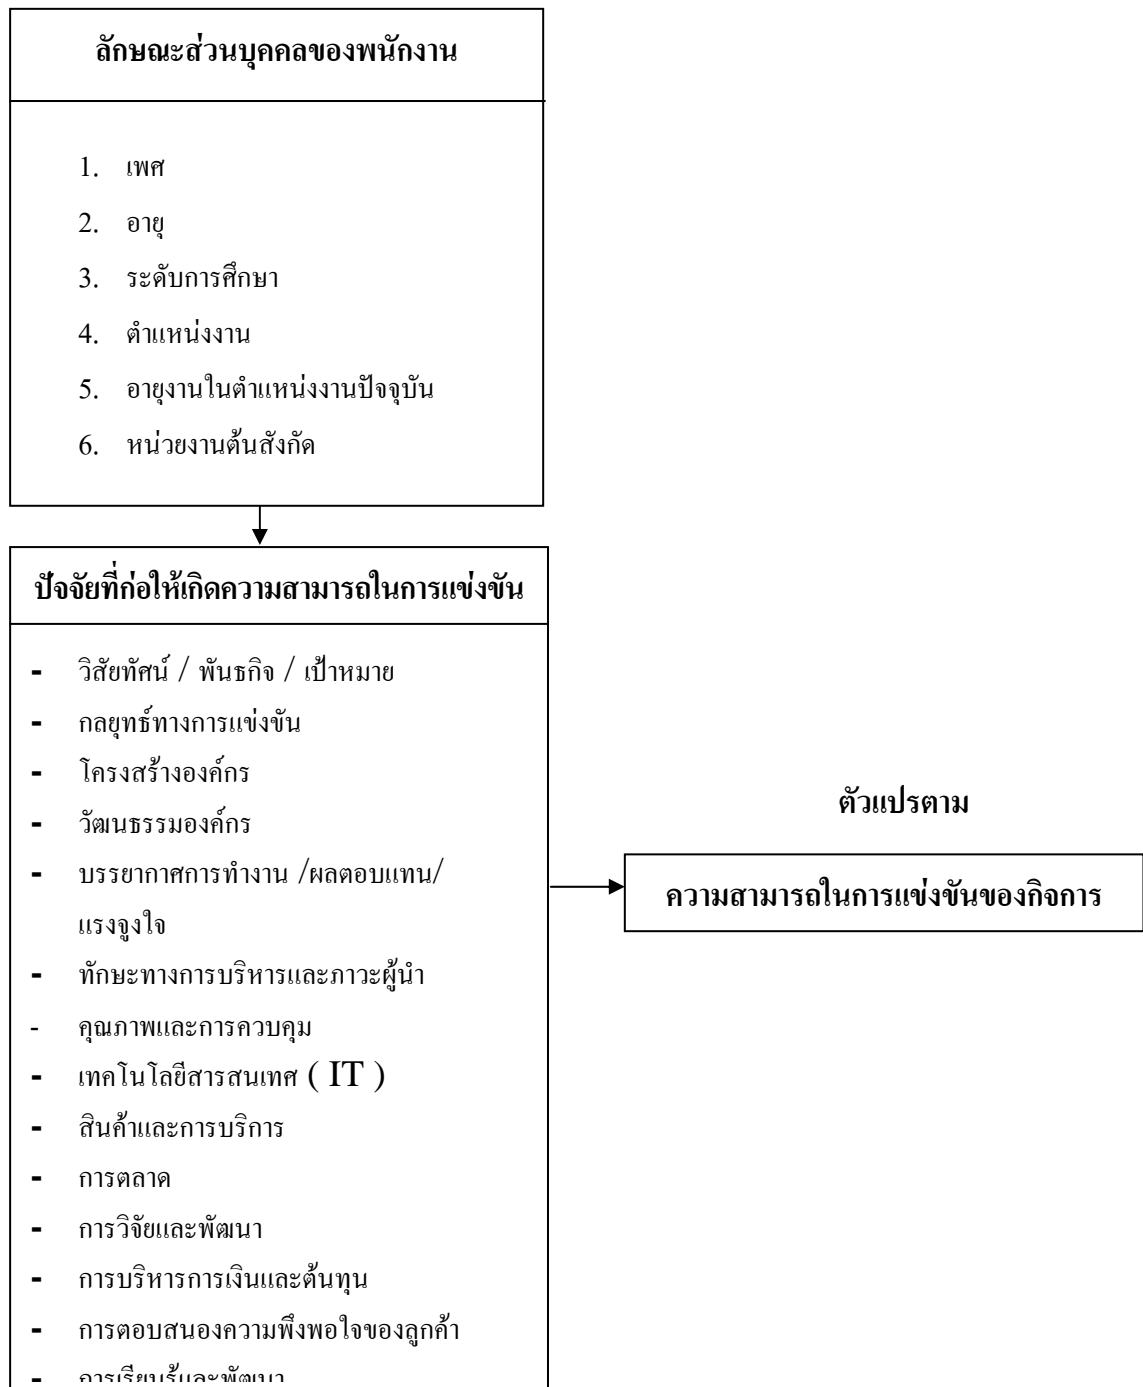 ลักษณะส่วนบุคคลของพนักงาน
1. เพศ
2. อายุ
3. ระดับการศึกษา
4. ตำแหน่งงาน
5. อายุงานในตำแหน่งงานปัจจุบัน
6. หน่วยงานต้นสังกัด
ปัจจัยที่ก่อให้เกิดความสามารถในการแข่งขัน
- วิสัยทัศน์ / พันธกิจ / เป้าหมาย
- กลยุทธ์ทางการแข่งขัน
- โครงสร้างองค์กร
- วัฒนธรรมองค์กร
- บรรยากาศการทำงาน /ผลตอบแทน/
แรงจูงใจ
- ทักษะทางการบริหารและภาวะผู้นำ
- คุณภาพและการควบคุม
- เทคโนโลยีสารสนเทศ ( IT )
- สินค้าและการบริการ
- การตลาด
- การวิจัยและพัฒนา
- การบริหารการเงินและต้นทุน
- การตอบสนองความพึงพอใจของลูกค้า
- การเรียนรู้และพัฒนา
ตัวแปรตาม
ความสามารถในการแข่งขันของกิจการ